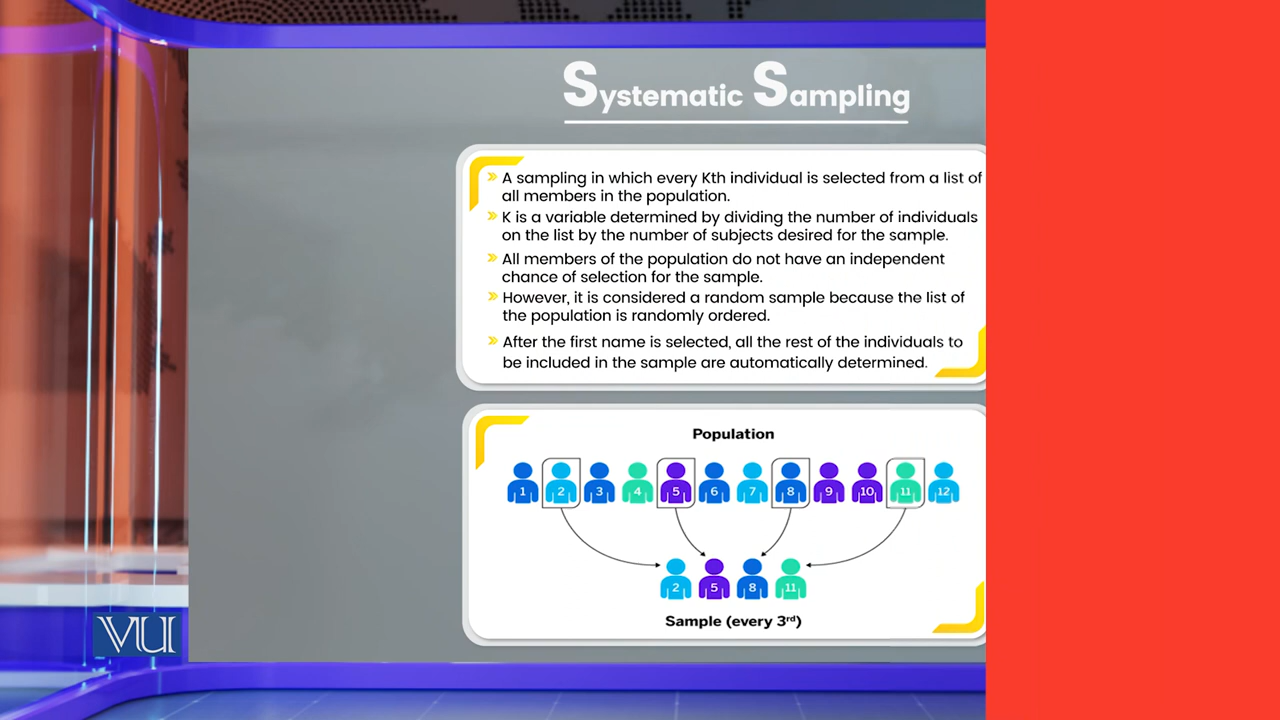 Systematic Sampling
A sampling in which every Kth individual is selected from a list of
all members in the population.
K is a variable determined by dividing the number of individuals
on the list by the number of subjects desired for the sample.
All members of the population do not have an independent
chance of selection for the sample.
However, it is considered a random sample because the list of
the population is randomly ordered.
After the first name is selected, all the rest of the individuals to
be included in the sample are automatically determined.
Population
1 2 3 4 5 6 7 8 9 10 11 12
2 5 8 11
Sample (every 3rd)
VU